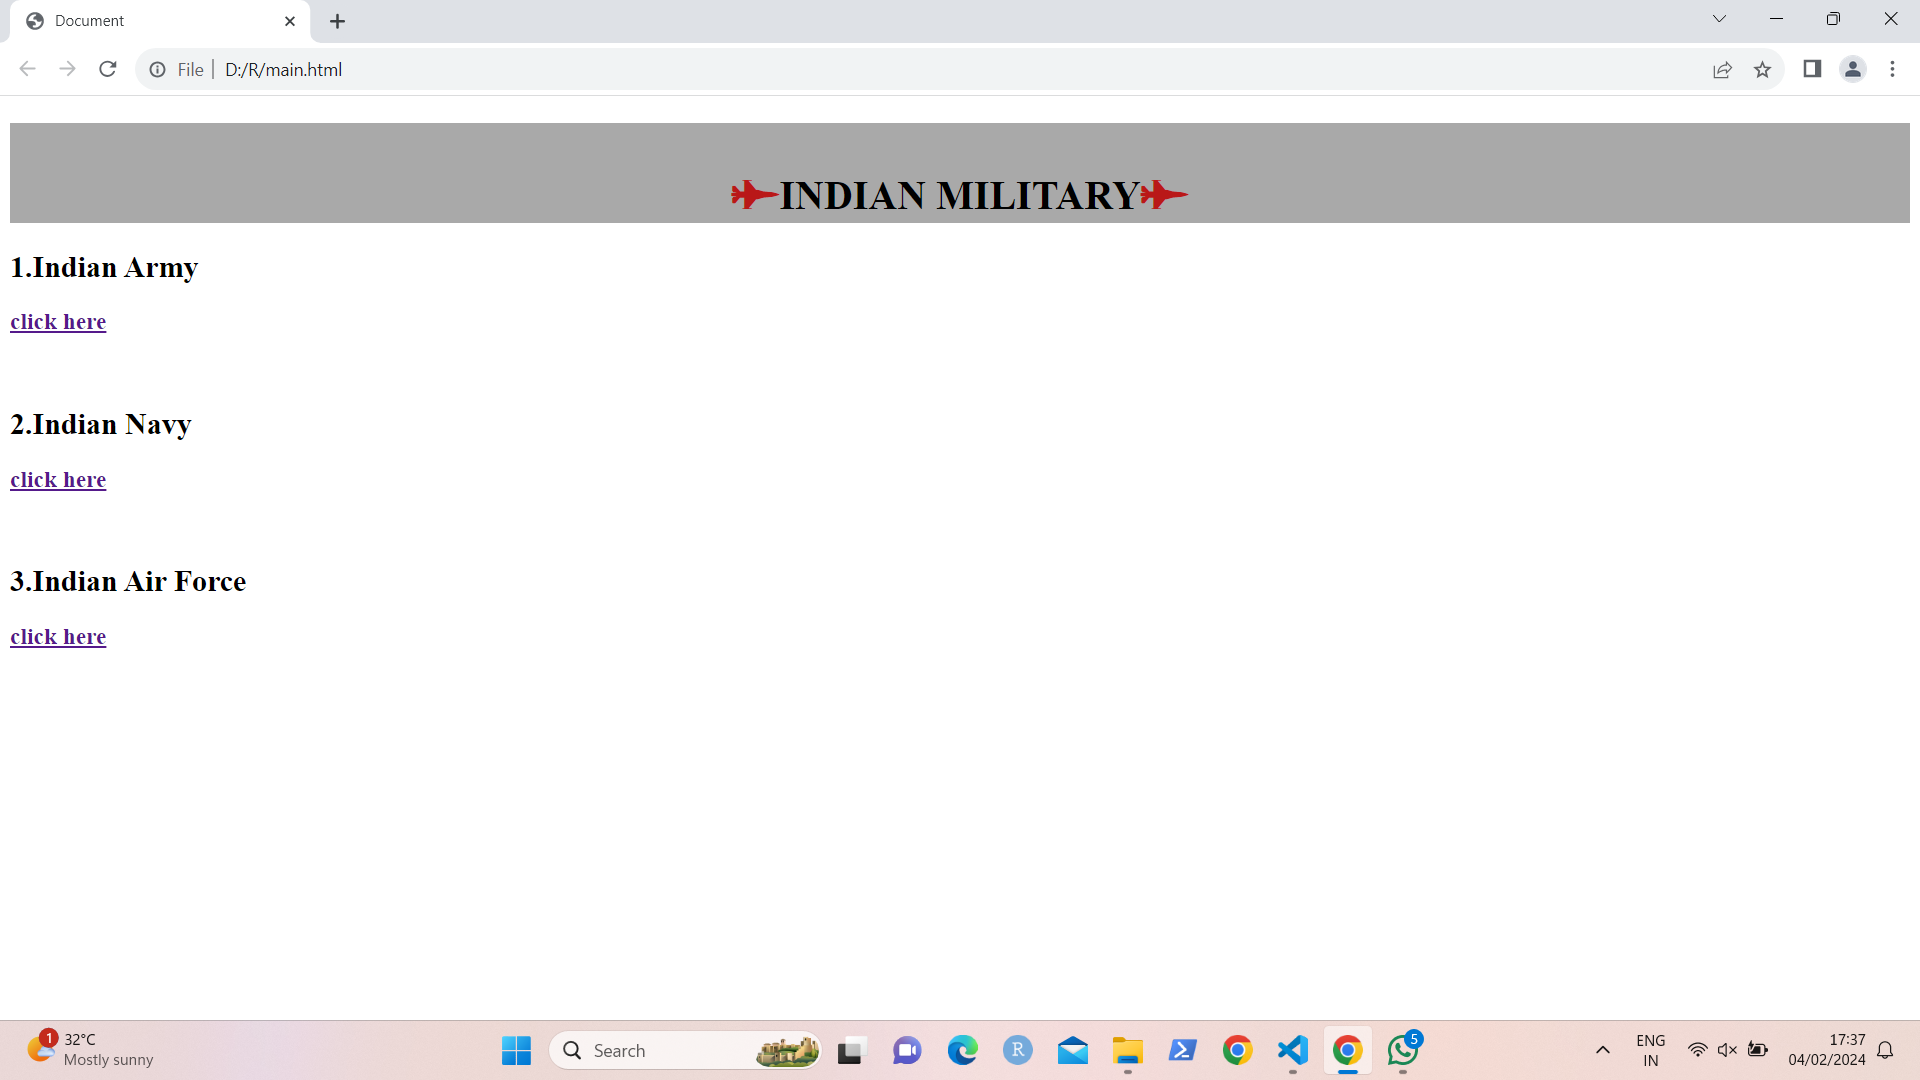 Document
File D:/R/main.html
INDIAN MILITARY
1.Indian Army
click here
2.Indian Navy
click here
3.Indian Air Force
click here
1
32°C
Mostly sunny
Search
R
5
ENG
IN
17:37
04/02/2024